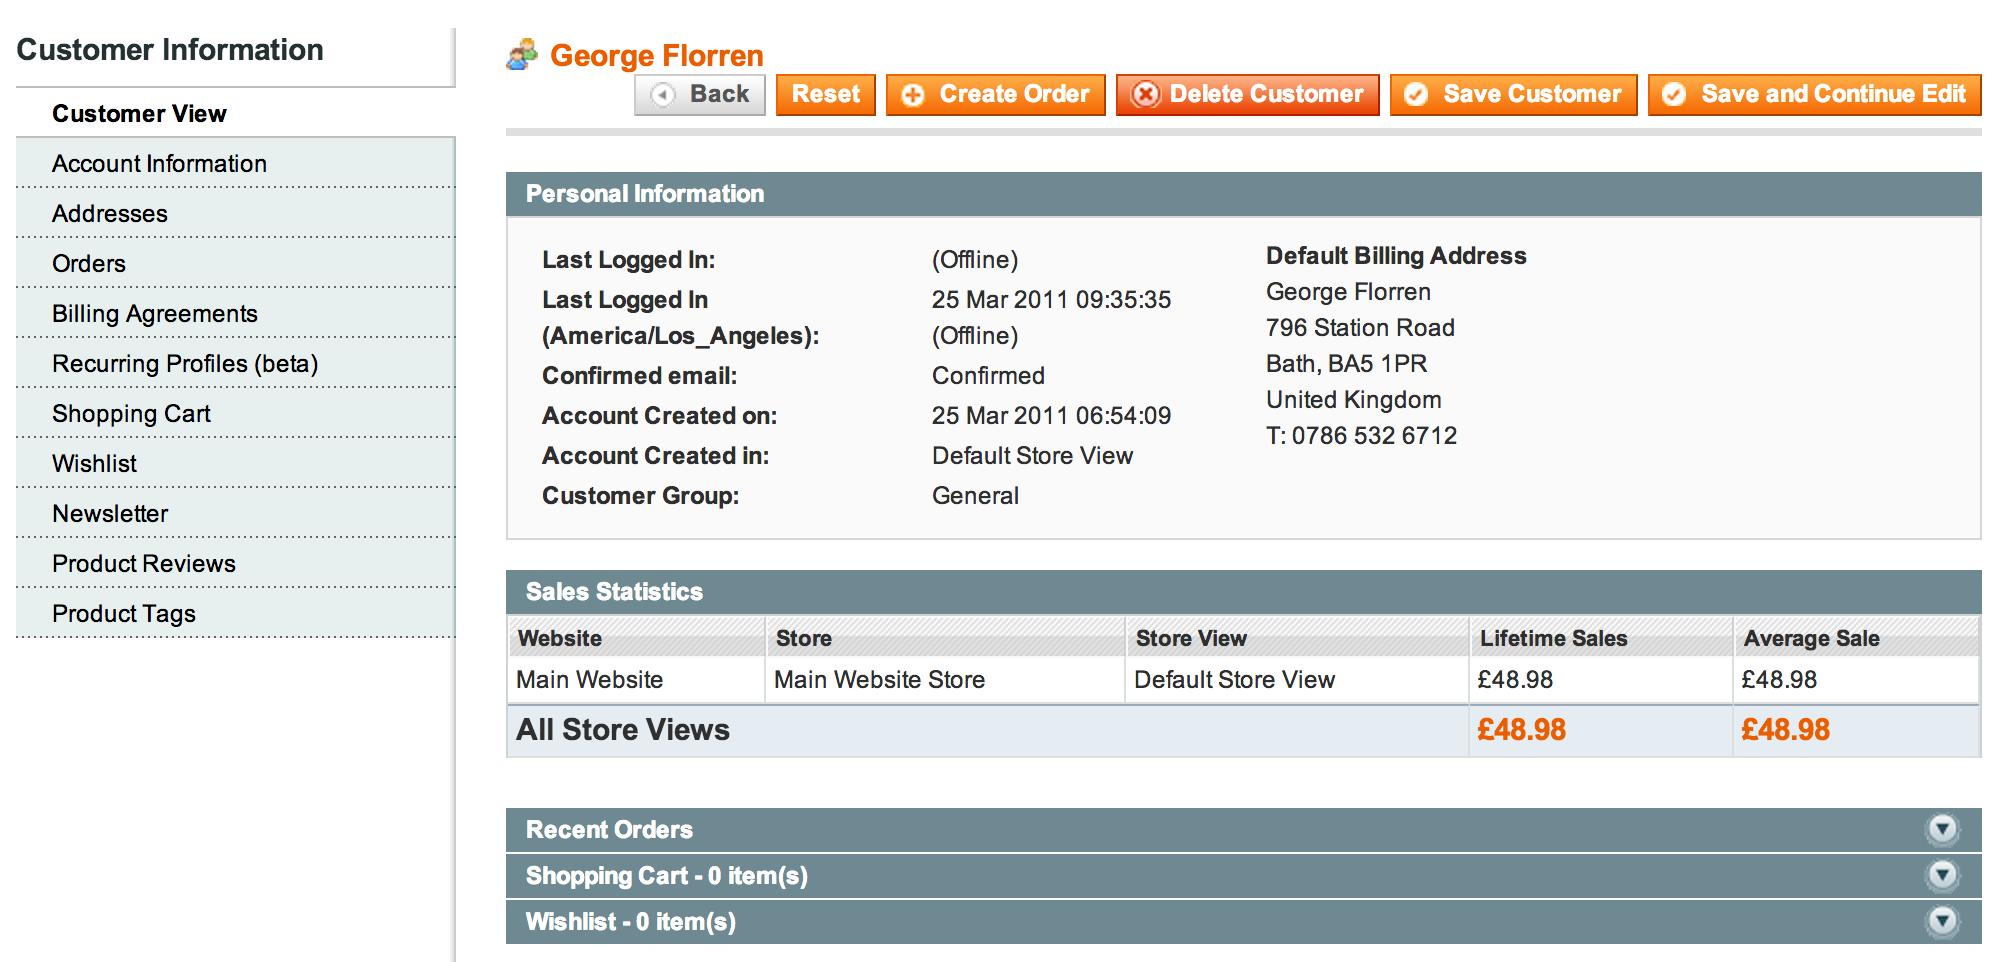 Customer Information
Customer View
Account Information
Addresses
Orders
Billing Agreements
Recurring Profiles (beta)
Shopping Cart
Wishlist
Newsletter
Product Reviews
Product Tags
George Florren
Back Reset Create Order Delete Customer Save Customer Save and Continue Edit
Personal Information
Last Logged In: (Offline)
Last Logged In 25 Mar 2011 09:35:35
(America/Los_Angeles): (Offline)
Confirmed email: Confirmed
Account Created on: 25 Mar 2011 06:54:09
Account Created in: Default Store View
Customer Group: General
Default Billing Address
George Florren
796 Station Road
Bath, BA5 1PR
United Kingdom
T: 0786 532 6712
Sales Statistics
Website Store Store View Lifetime Sales Average Sale
Main Website Main Website Store Default Store View £48.98 £48.98
All Store Views £48.98 £48.98
Recent Orders
Shopping Cart - 0 item(s)
Wishlist - 0 item(s)